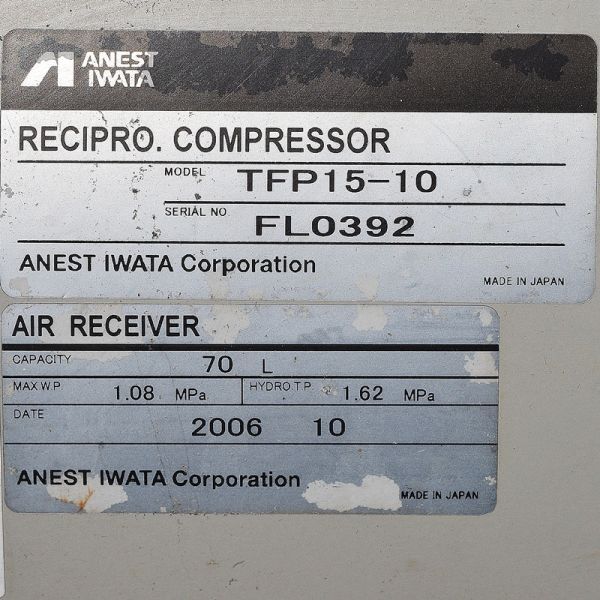 ANEST
IWATA
RECIPRO. COMPRESSOR
MODEL TFP15-10
SERIAL NO FL0392
ANEST IWATA Corporation
MADE IN JAPAN
AIR RECEIVER
CAPACITY 70 L
MAX.W.P 1.08 MPa HYDRO.T.P. 1.62 MPa
DATE 2006 10
ANEST IWATA Corporation
MADE IN JAPAN